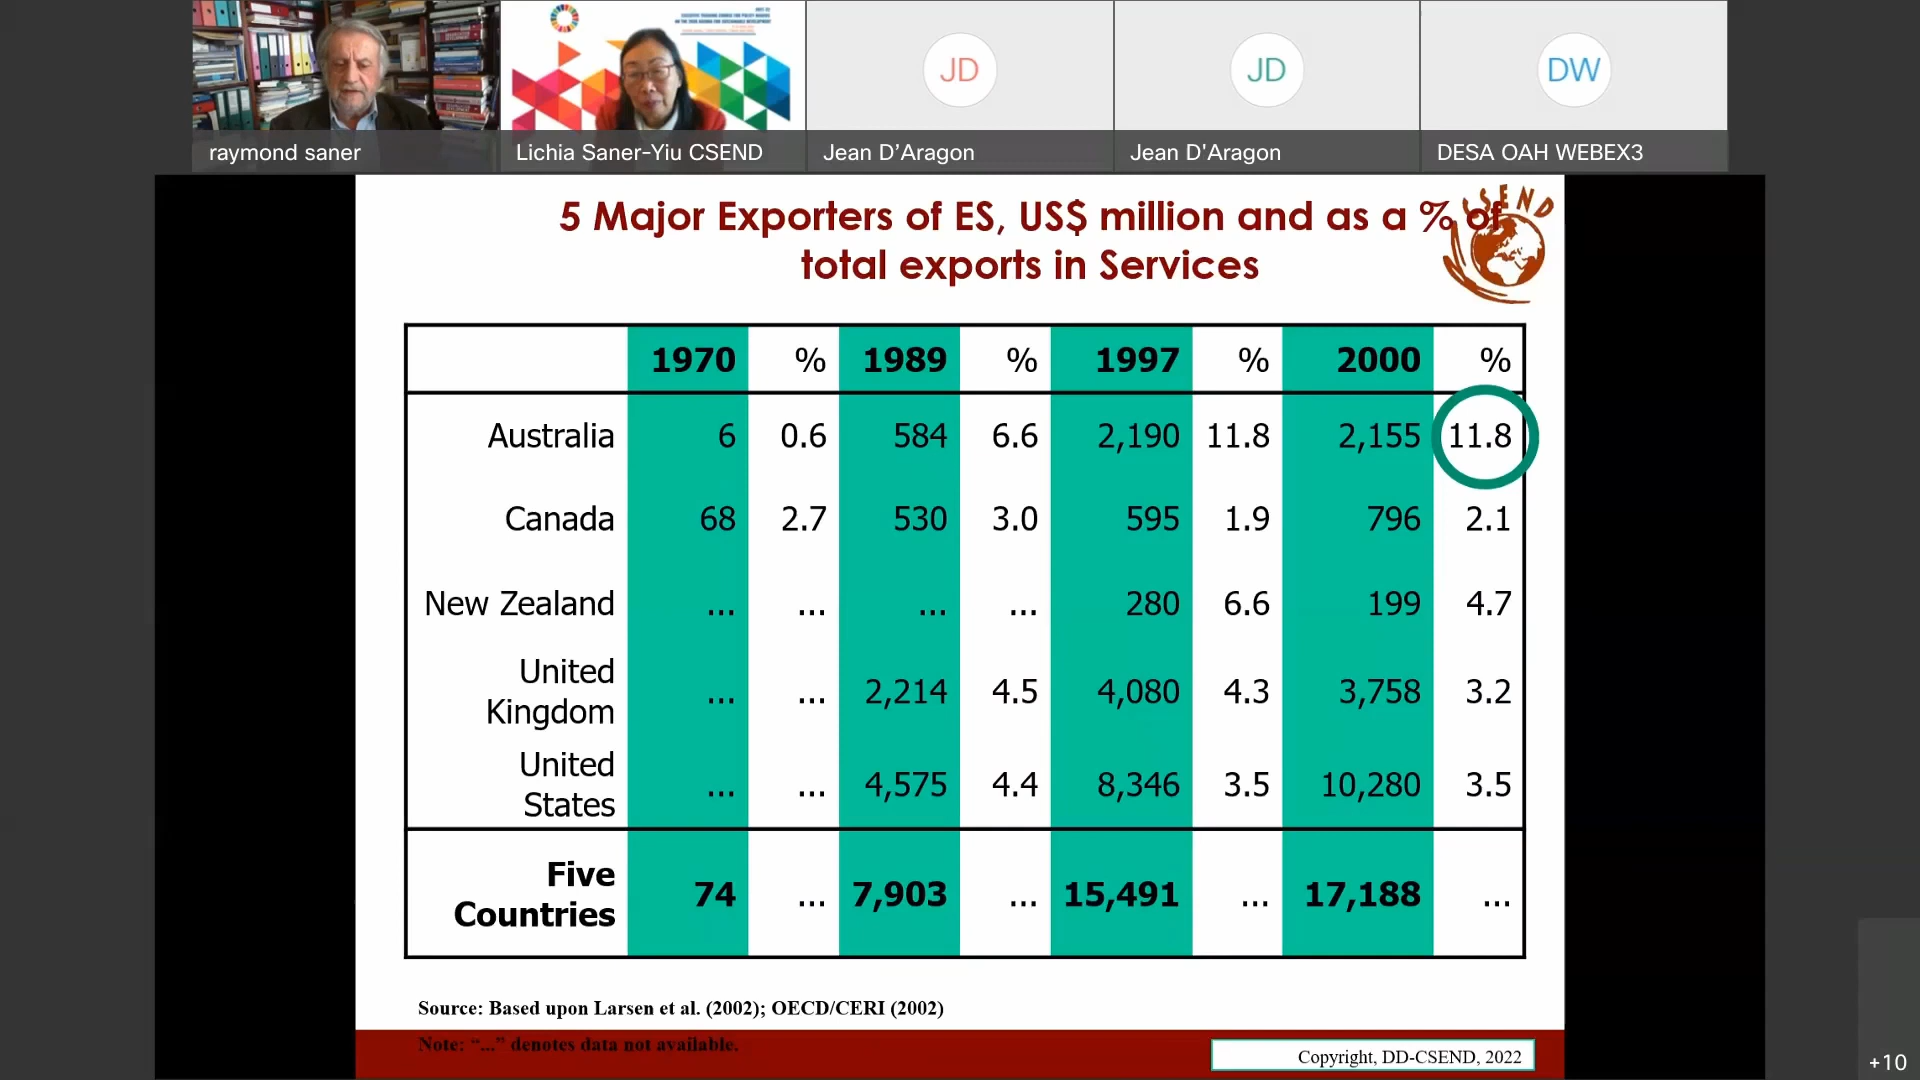 raymond saner
Lichia Saner-Yiu CSEND
JD
Jean D’Aragon
JD
Jean D'Aragon
DW
DESA OAH WEBEX3
5 Major Exporters of ES, US$ million and as a % of
total exports in Services
CSEND
1970 % 1989 % 1997 % 2000 %
Australia 6 0.6 584 6.6 2,190 11.8 2,155 11.8
Canada 68 2.7 530 3.0 595 1.9 796 2.1
New Zealand ... ... ... ... 280 6.6 199 4.7
United
Kingdom ... ... 2,214 4.5 4,080 4.3 3,758 3.2
United
States ... ... 4,575 4.4 8,346 3.5 10,280 3.5
Five
Countries 74 ... 7,903 ... 15,491 ... 17,188 ...
Source: Based upon Larsen et al. (2002); OECD/CERI (2002)
Note: “...” denotes data not available.
Copyright, DD-CSEND, 2022
+10